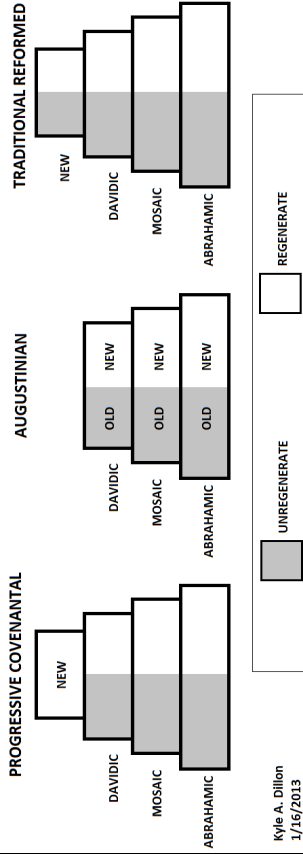 PROGRESSIVE COVENANTAL
NEW
DAVIDIC
MOSAIC
ABRAHAMIC
AUGUSTINIAN
DAVIDIC
OLD
NEW
MOSAIC
OLD
NEW
ABRAHAMIC
OLD
NEW
TRADITIONAL REFORMED
NEW
DAVIDIC
MOSAIC
ABRAHAMIC
Kyle A. Dillon
1/16/2013
UNREGENERATE
REGENERATE